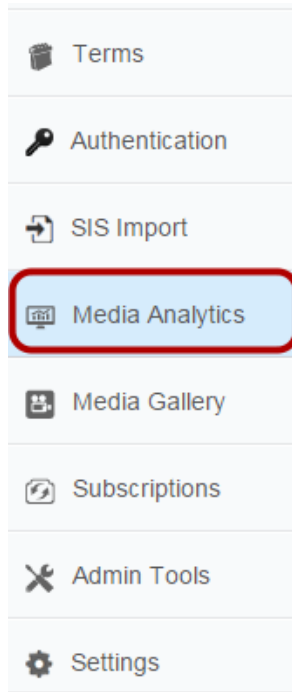 Terms
Authentication
SIS Import
Media Analytics
Media Gallery
Subscriptions
Admin Tools
Settings